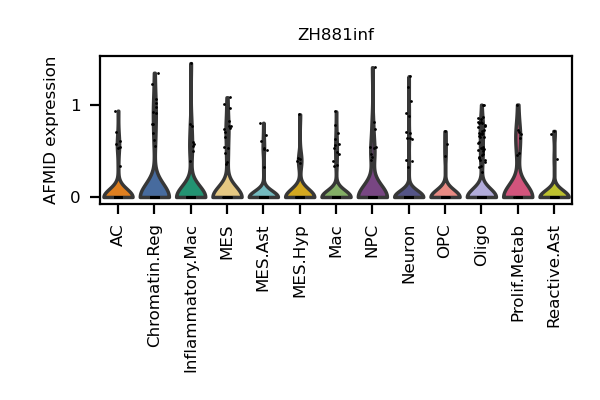 ZH881inf
AFMID expression
1
0
AC
Chromatin.Reg
Inflammatory.Mac
MES
MES.Ast
MES.Hyp
Mac
NPC
Neuron
OPC
Oligo
Prolif.Metab
Reactive.Ast